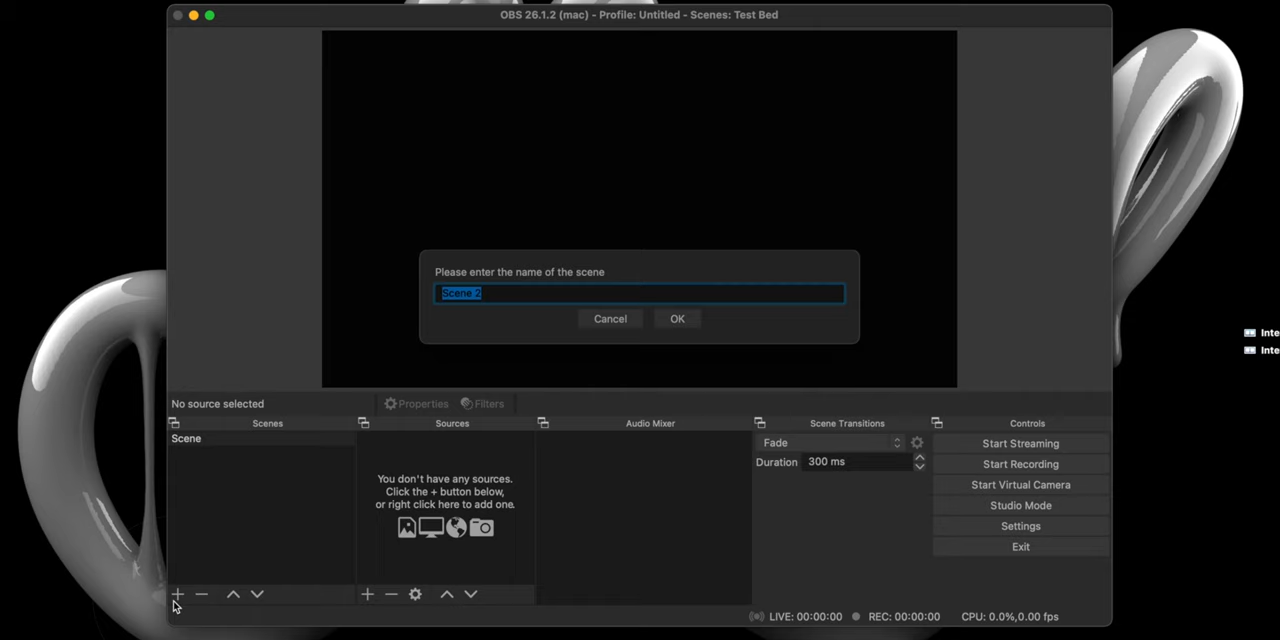 OBS 26.1.2 (mac) - Profile: Untitled - Scenes: Test Bed
Please enter the name of the scene
Scene 2
Cancel
OK
Inte
Inte
No source selected
Properties
Filters
Scenes
Sources
Audio Mixer
Scene Transitions
Controls
Scene
You don't have any sources.
Click the + button below,
or right click here to add one.
Fade
Duration 300 ms
Start Streaming
Start Recording
Start Virtual Camera
Studio Mode
Settings
Exit
LIVE: 00:00:00
REC: 00:00:00
CPU: 0.0%,0.00 fps